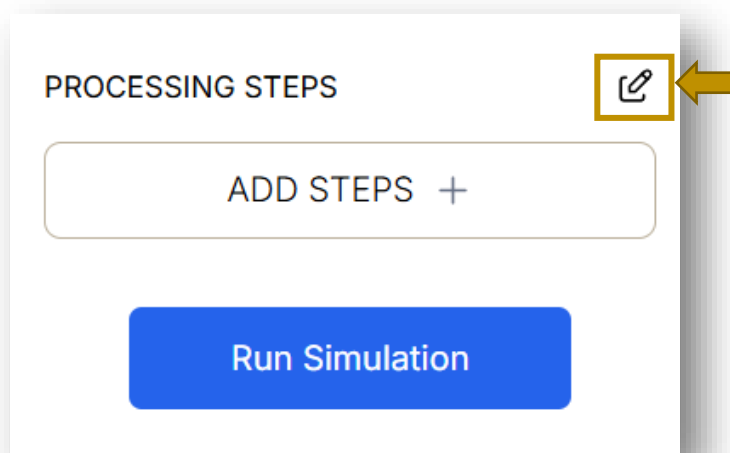 PROCESSING STEPS
ADD STEPS +
Run Simulation